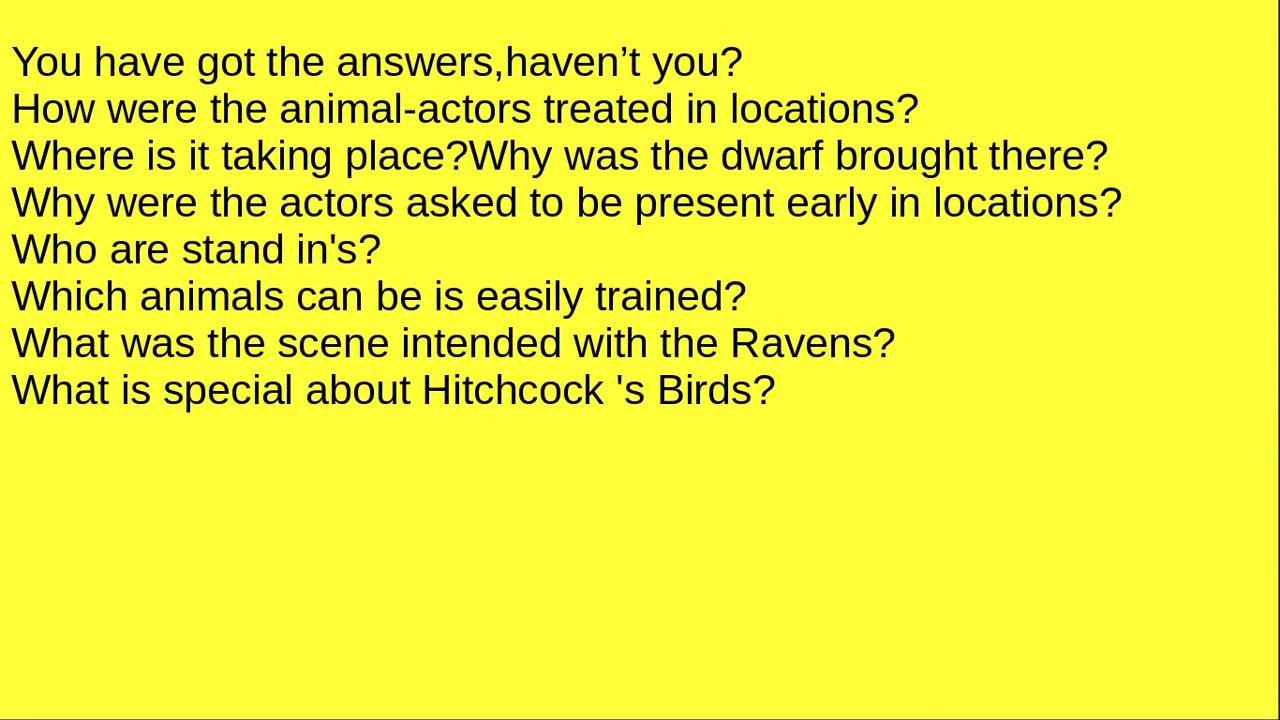 You have got the answers,haven’t you?
How were the animal-actors treated in locations?
Where is it taking place?Why was the dwarf brought there?
Why were the actors asked to be present early in locations?
Who are stand in's?
Which animals can be is easily trained?
What was the scene intended with the Ravens?
What is special about Hitchcock 's Birds?